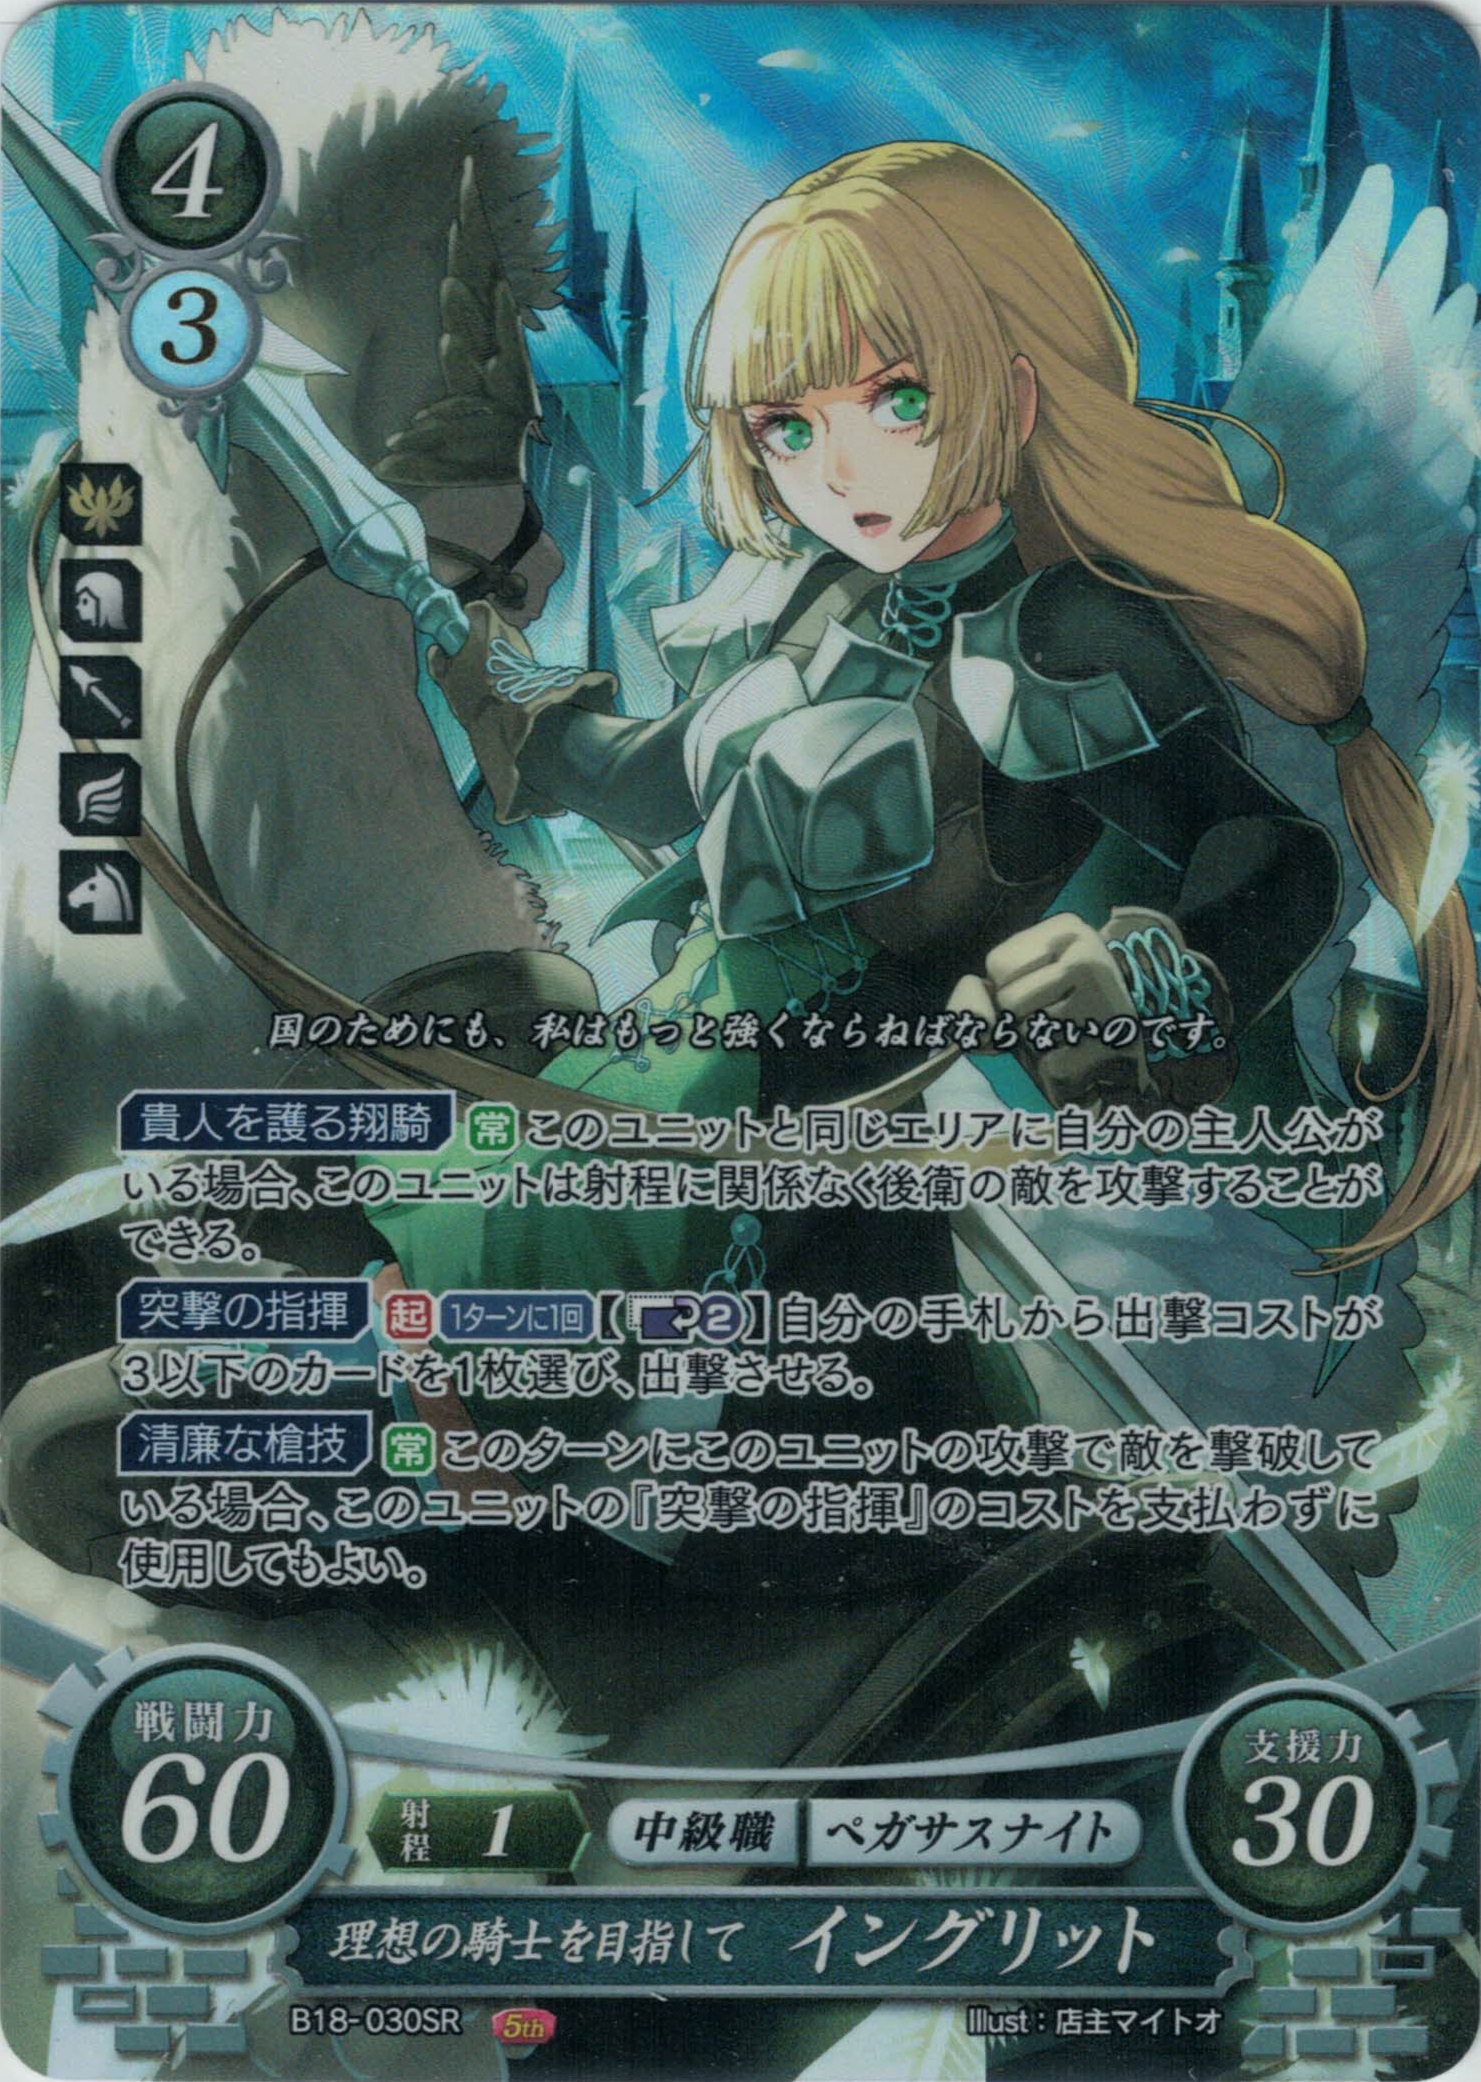 4
3
国のためにも、私はもっと強くならねばならないのです。
貴人を護る翔騎 常 このユニットと同じエリアに自分の主人公が
いる場合、このユニットは射程に関係なく後衛の敵を攻撃することが
できる。
突撃の指揮 起 1ターンに1回【2】自分の手札から出撃コストが
3以下のカードを1枚選び、出撃させる。
清廉な槍技 常 このターンにこのユニットの攻撃で敵を撃破して
いる場合、このユニットの『突撃の指揮』のコストを支払わずに
使用してもよい。
戦闘力
60
射程 1
中級職 ペガサスナイト
支援力
30
理想の騎士を目指して イングリット
B18-030SR 5th Illust：店主マイトオ